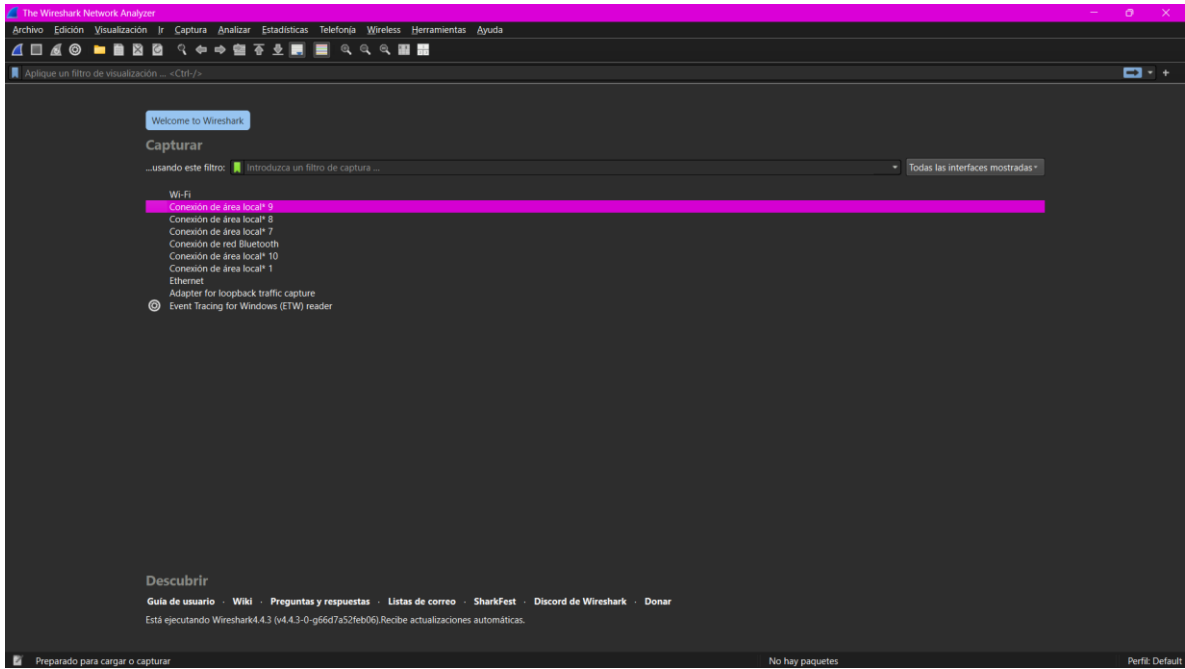 The Wireshark Network Analyzer
Archivo Edición Visualización Ir Captura Analizar Estadísticas Telefonía Wireless Herramientas Ayuda
Aplique un filtro de visualización ... <Ctrl-/>
Welcome to Wireshark
Capturar
...usando este filtro: Introduzca un filtro de captura ... Todas las interfaces mostradas
Wi-Fi
Conexión de área local* 9
Conexión de área local* 8
Conexión de área local* 7
Conexión de red Bluetooth
Conexión de área local* 10
Conexión de área local* 1
Ethernet
Adapter for loopback traffic capture
Event Tracing for Windows (ETW) reader
Descubrir
Guía de usuario · Wiki · Preguntas y respuestas · Listas de correo · SharkFest · Discord de Wireshark · Donar
Está ejecutando Wireshark4.4.3 (v4.4.3-0-g66d7a52feb06).Recibe actualizaciones automáticas.
Preparado para cargar o capturar No hay paquetes Perfil: Default